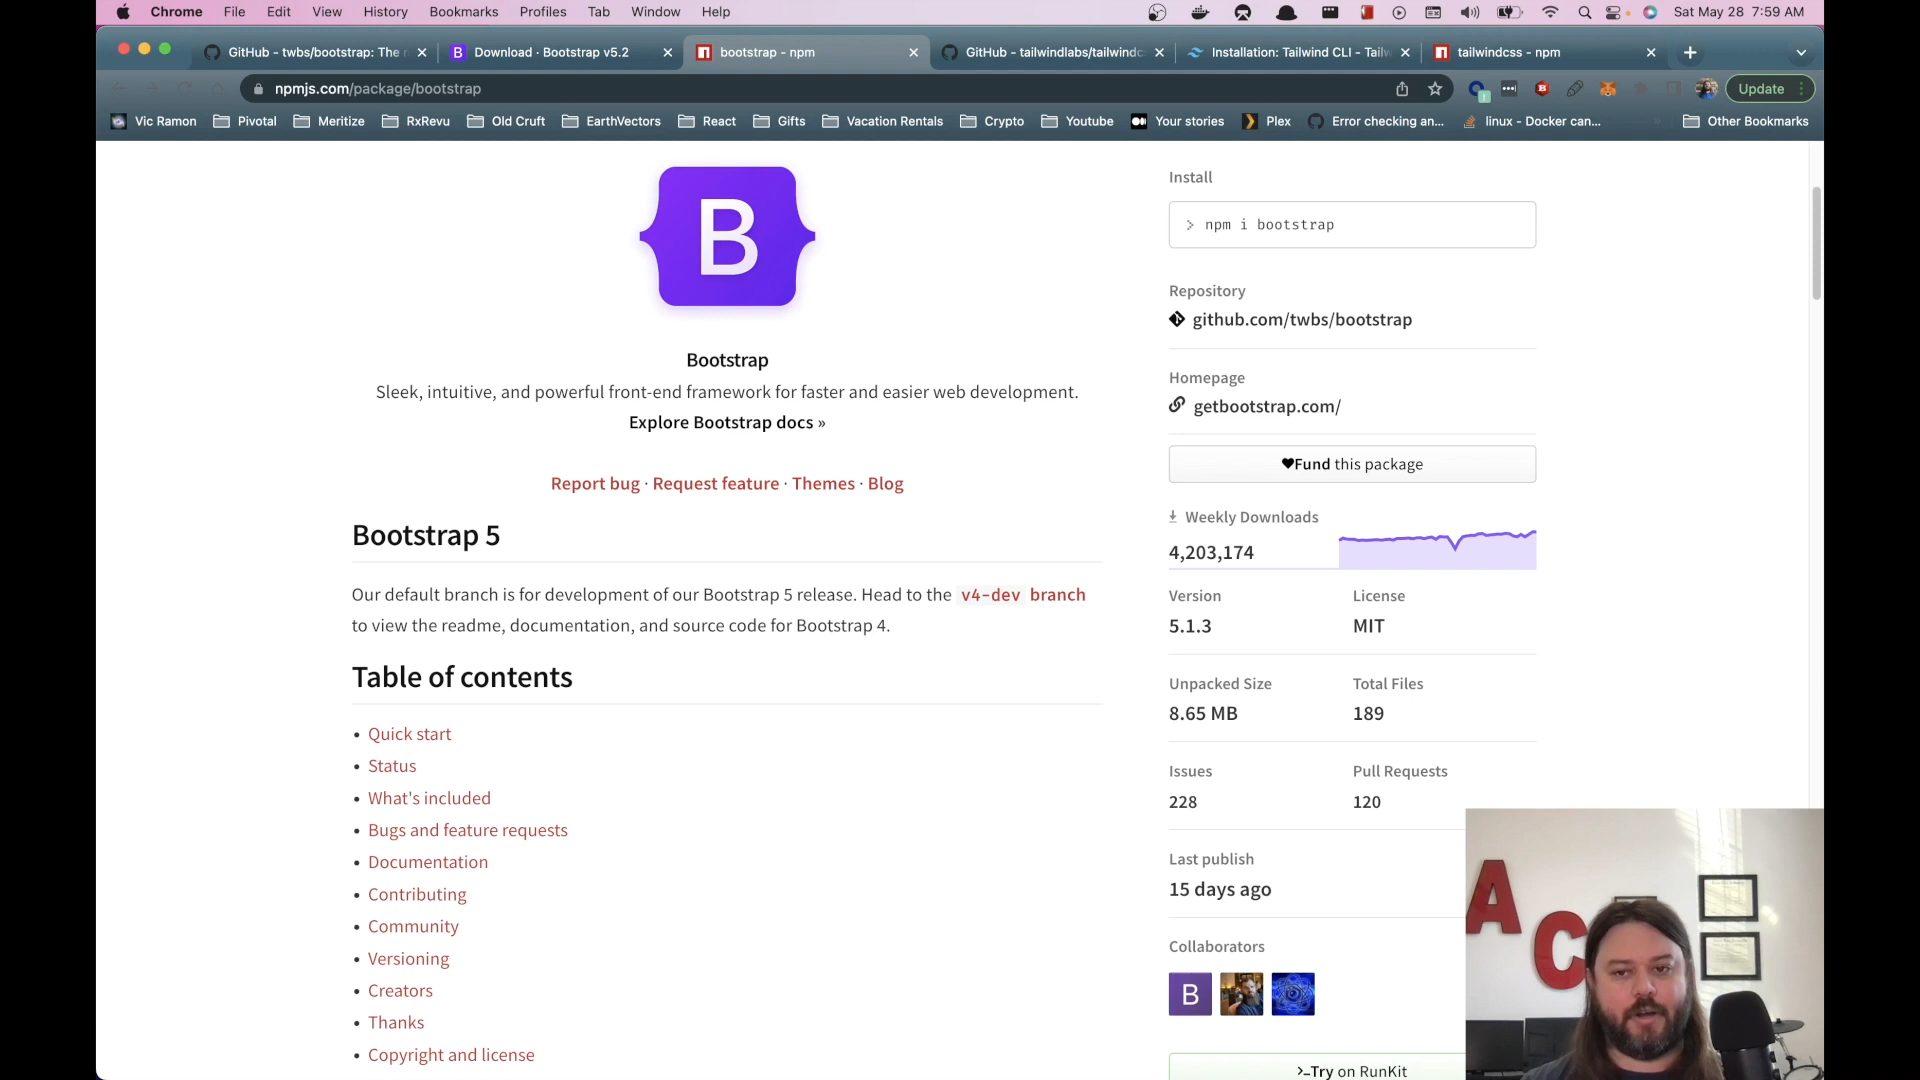 Chrome File Edit View History Bookmarks Profiles Tab Window Help Sat May 28 7:59 AM
GitHub - twbs/bootstrap: The Download · Bootstrap v5.2 bootstrap - npm GitHub - tailwindlabs/tailwindc Installation: Tailwind CLI - Tailw tailwindcss - npm
npmjs.com/package/bootstrap Update
Vic Ramon Pivotal Meritize RxRevu Old Cruft EarthVectors React Gifts Vacation Rentals Crypto Youtube Your stories Plex Error checking an... linux - Docker can... Other Bookmarks
B
Bootstrap
Sleek, intuitive, and powerful front-end framework for faster and easier web development.
Explore Bootstrap docs »
Report bug · Request feature · Themes · Blog
Bootstrap 5
Our default branch is for development of our Bootstrap 5 release. Head to the v4-dev branch
to view the readme, documentation, and source code for Bootstrap 4.
Table of contents
• Quick start
• Status
• What's included
• Bugs and feature requests
• Documentation
• Contributing
• Community
• Versioning
• Creators
• Thanks
• Copyright and license
Install
> npm i bootstrap
Repository
github.com/twbs/bootstrap
Homepage
getbootstrap.com/
Fund this package
Weekly Downloads
4,203,174
Version License
5.1.3 MIT
Unpacked Size Total Files
8.65 MB 189
Issues Pull Requests
228 120
Last publish
15 days ago
Collaborators
B
Try on RunKit
A
C